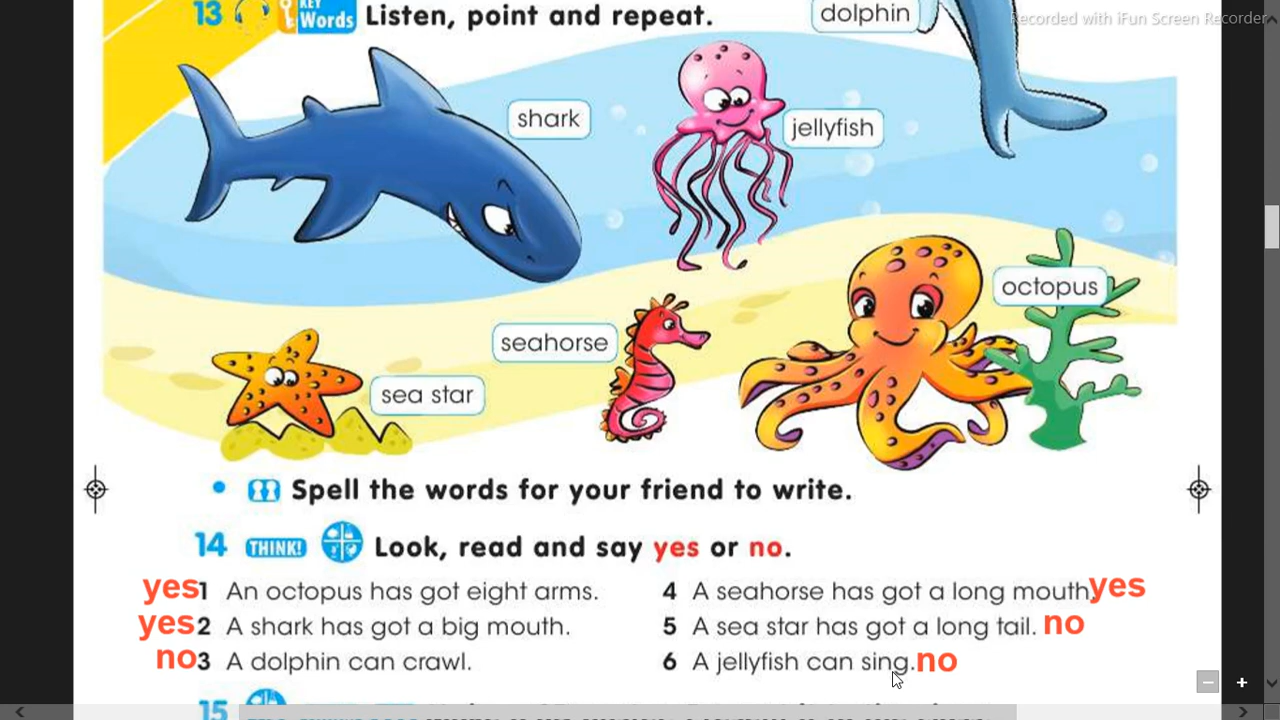 13 KEY Words Listen, point and repeat.
dolphin
Recorded with iFun Screen Recorder
shark
jellyfish
octopus
seahorse
sea star
• Spell the words for your friend to write.
14 THINK! Look, read and say yes or no.
yes 1 An octopus has got eight arms.
yes 2 A shark has got a big mouth.
no 3 A dolphin can crawl.
4 A seahorse has got a long mouth. yes
5 A sea star has got a long tail. no
6 A jellyfish can sing. no
15